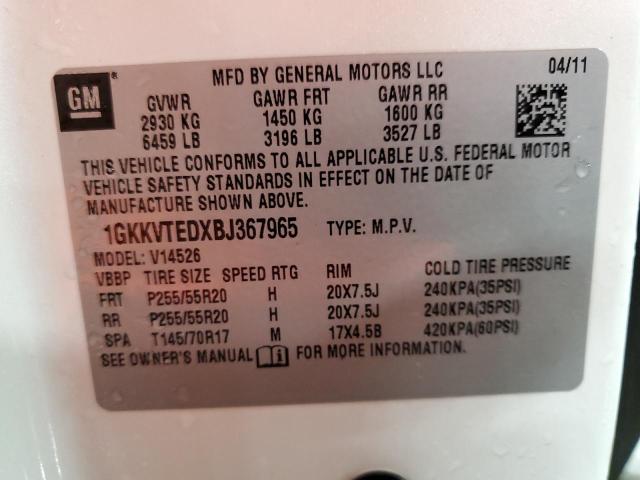 GM
MFD BY GENERAL MOTORS LLC 04/11
GVWR GAWR FRT GAWR RR
2930 KG 1450 KG 1600 KG
6459 LB 3196 LB 3527 LB
THIS VEHICLE CONFORMS TO ALL APPLICABLE U.S. FEDERAL MOTOR
VEHICLE SAFETY STANDARDS IN EFFECT ON THE DATE OF
MANUFACTURE SHOWN ABOVE.
1GKKVTEDXBJ367965 TYPE: M.P.V.
MODEL: V14526
VBBP TIRE SIZE SPEED RTG RIM COLD TIRE PRESSURE
FRT P255/55R20 H 20X7.5J 240KPA(35PSI)
RR P255/55R20 H 20X7.5J 240KPA(35PSI)
SPA T145/70R17 M 17X4.5B 420KPA(60PSI)
SEE OWNER'S MANUAL FOR MORE INFORMATION.